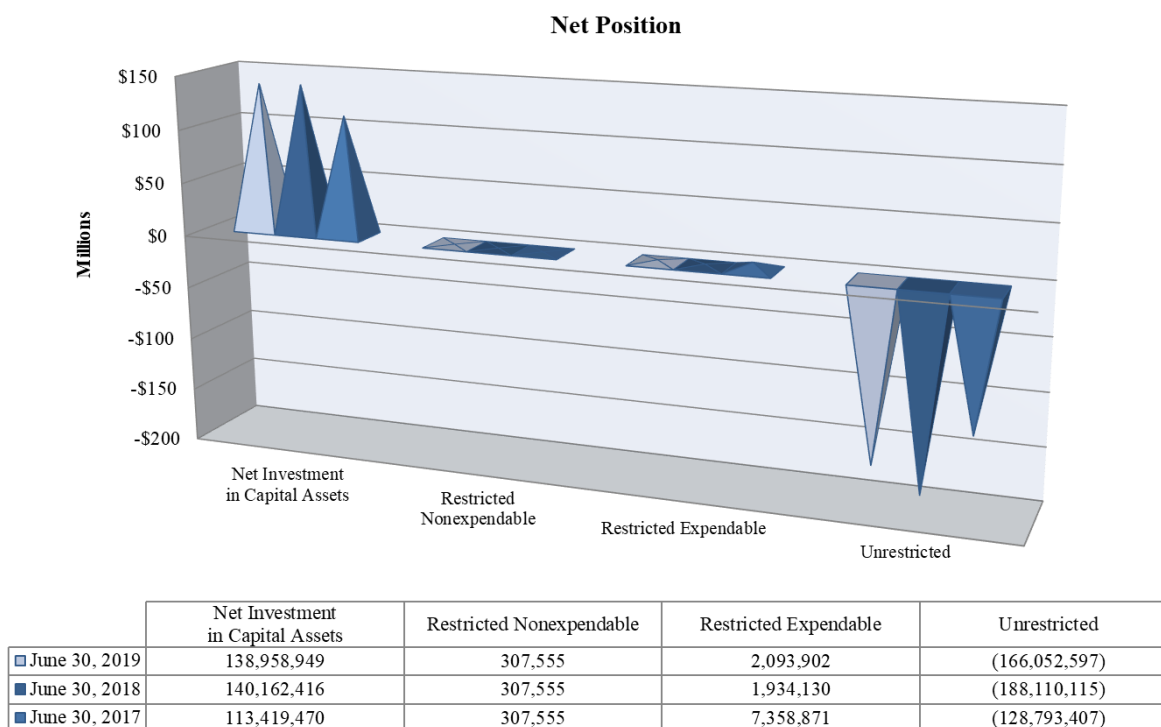 Net Position
$150
$100
$50
$0
-$50
-$100
-$150
-$200
Millions
Net Investment
in Capital Assets
Restricted
Nonexpendable
Restricted Expendable
Unrestricted
Net Investment
in Capital Assets
Restricted Nonexpendable
Restricted Expendable
Unrestricted
June 30, 2019 138,958,949 307,555 2,093,902 (166,052,597)
June 30, 2018 140,162,416 307,555 1,934,130 (188,110,115)
June 30, 2017 113,419,470 307,555 7,358,871 (128,793,407)